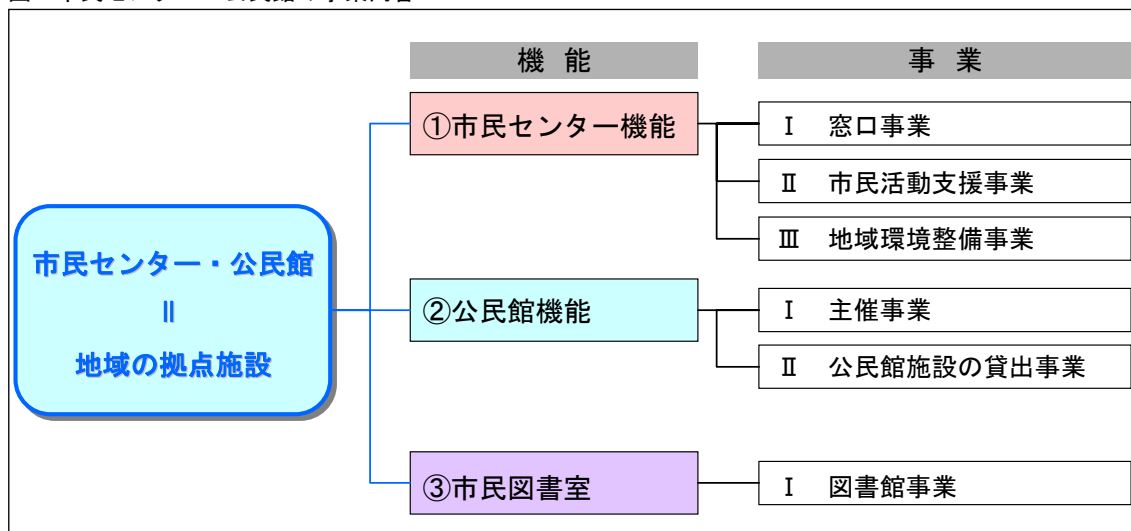 機 能
事 業
市民センター・公民館
＝
地域の拠点施設
①市民センター機能
Ⅰ 窓口事業
Ⅱ 市民活動支援事業
Ⅲ 地域環境整備事業
②公民館機能
Ⅰ 主催事業
Ⅱ 公民館施設の貸出事業
③市民図書室
Ⅰ 図書館事業